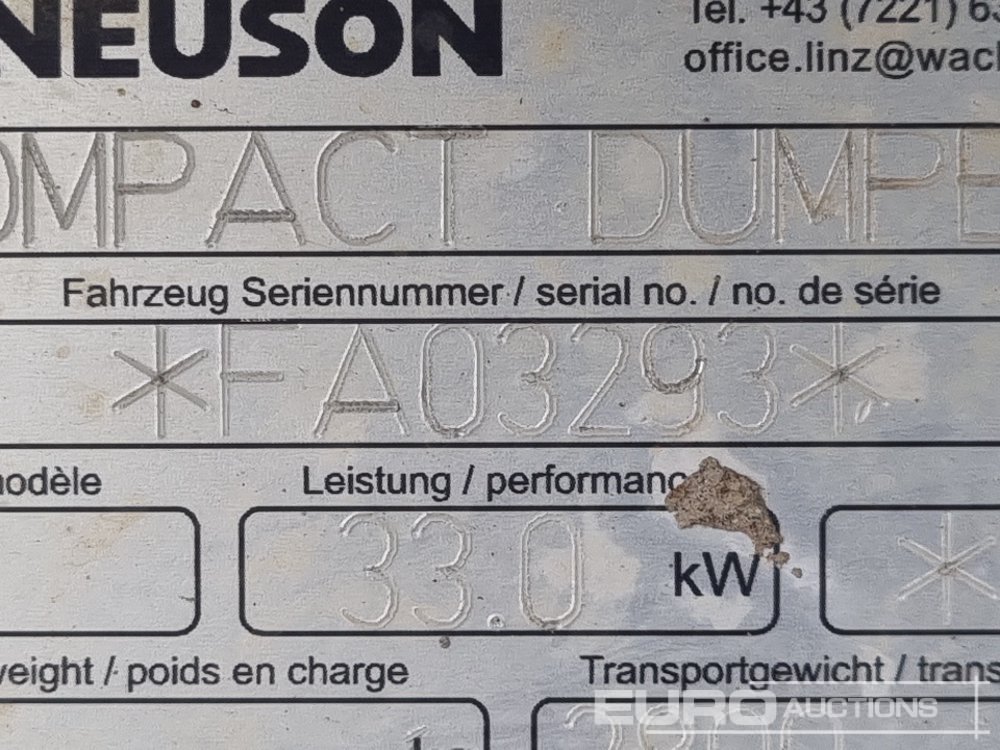 NEUSON
Tel. +43 (7221) 63
office.linz@wac
OMPACT DUMPE
Fahrzeug Seriennummer / serial no. / no. de série
*FA03293*
modèle
Leistung / performanc
33.0 kW
*
weight / poids en charge
Transportgewicht / trans
EURO AUCTIONS